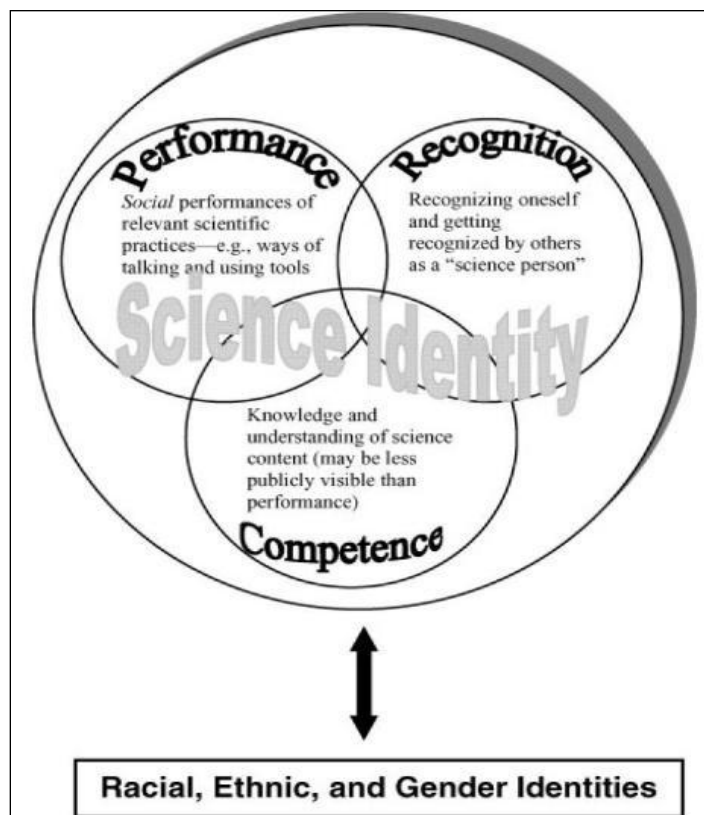 Performance
Social performances of
relevant scientific
practices—e.g., ways of
talking and using tools
Recognition
Recognizing oneself
and getting
recognized by others
as a “science person”
Science Identity
Knowledge and
understanding of science
content (may be less
publicly visible than
performance)
Competence
Racial, Ethnic, and Gender Identities